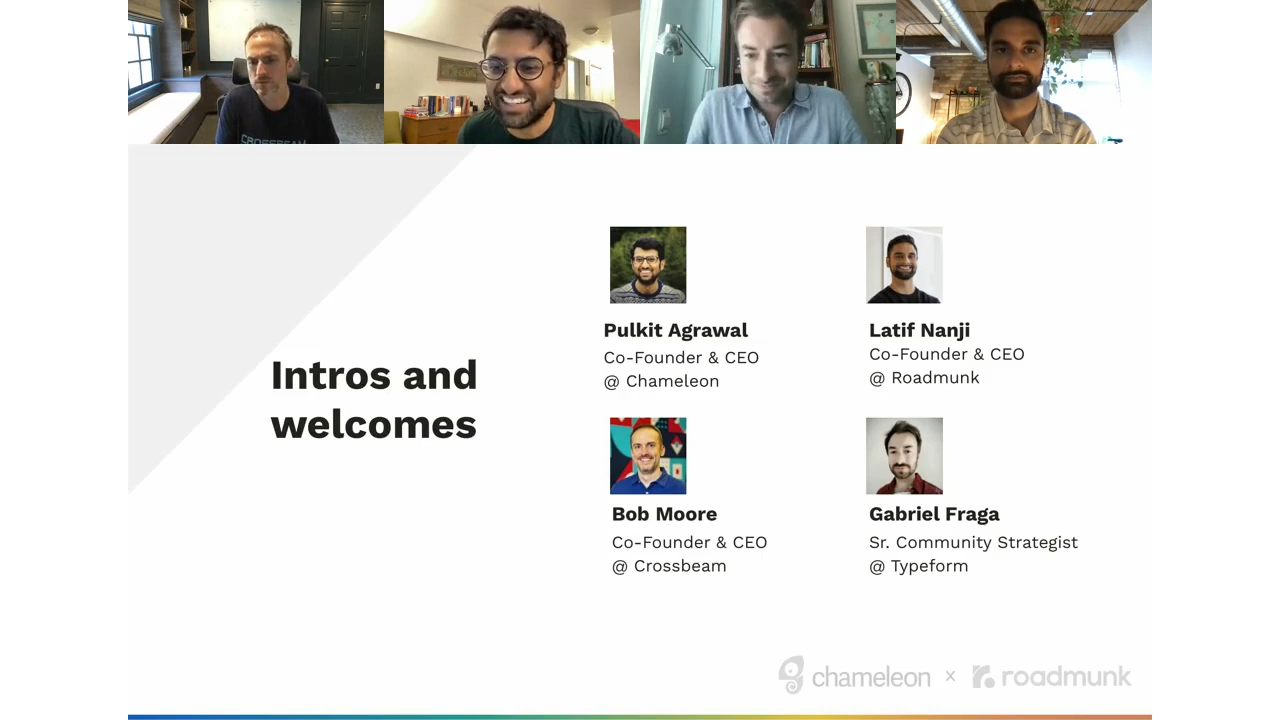 CROSSBEAM
Intros and
welcomes
Pulkit Agrawal
Co-Founder & CEO
@ Chameleon
Latif Nanji
Co-Founder & CEO
@ Roadmunk
Bob Moore
Co-Founder & CEO
@ Crossbeam
Gabriel Fraga
Sr. Community Strategist
@ Typeform
chameleon x roadmunk